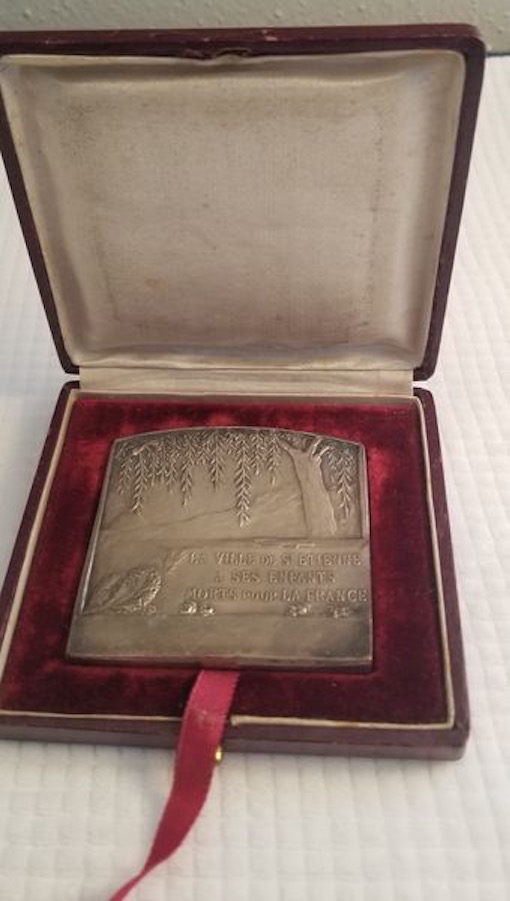 LA VILLE DE ST ETIENNE
A SES ENFANTS
MORTS POUR LA FRANCE